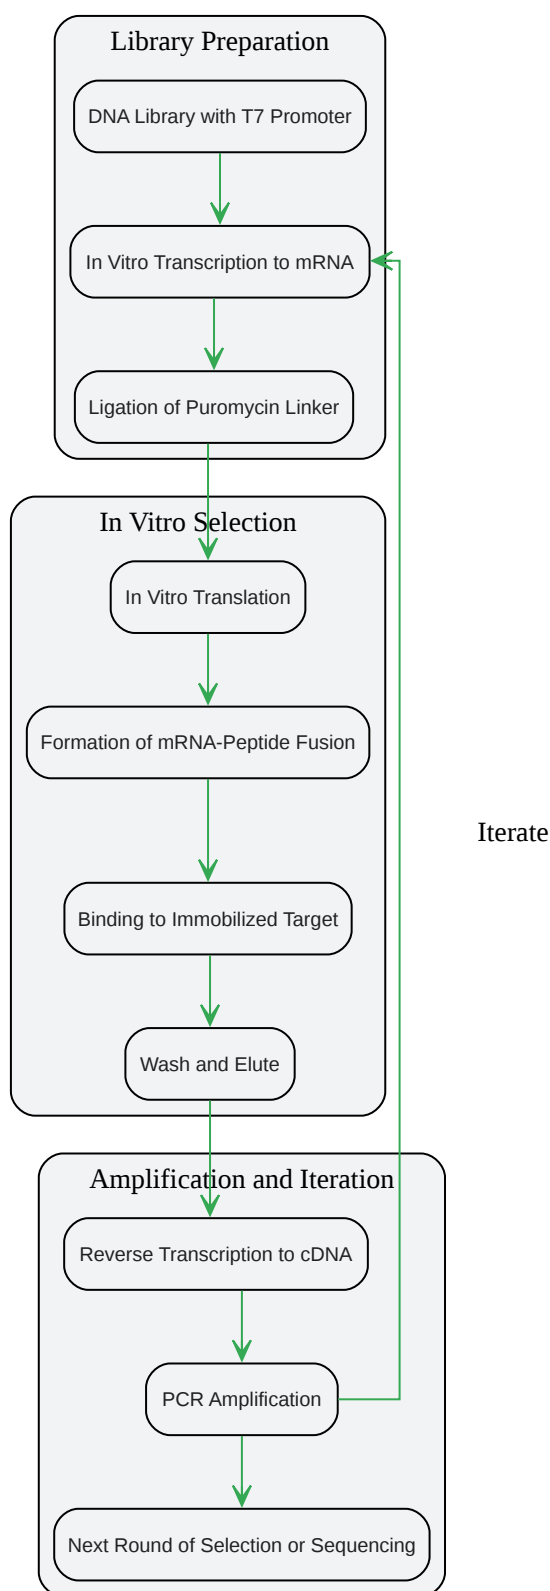 Library Preparation
DNA Library with T7 Promoter
In Vitro Transcription to mRNA
Ligation of Puromycin Linker
In Vitro Selection
In Vitro Translation
Formation of mRNA-Peptide Fusion
Iterate
Binding to Immobilized Target
Wash and Elute
Amplification and Iteration
Reverse Transcription to cDNA
PCR Amplification
Next Round of Selection or Sequencing